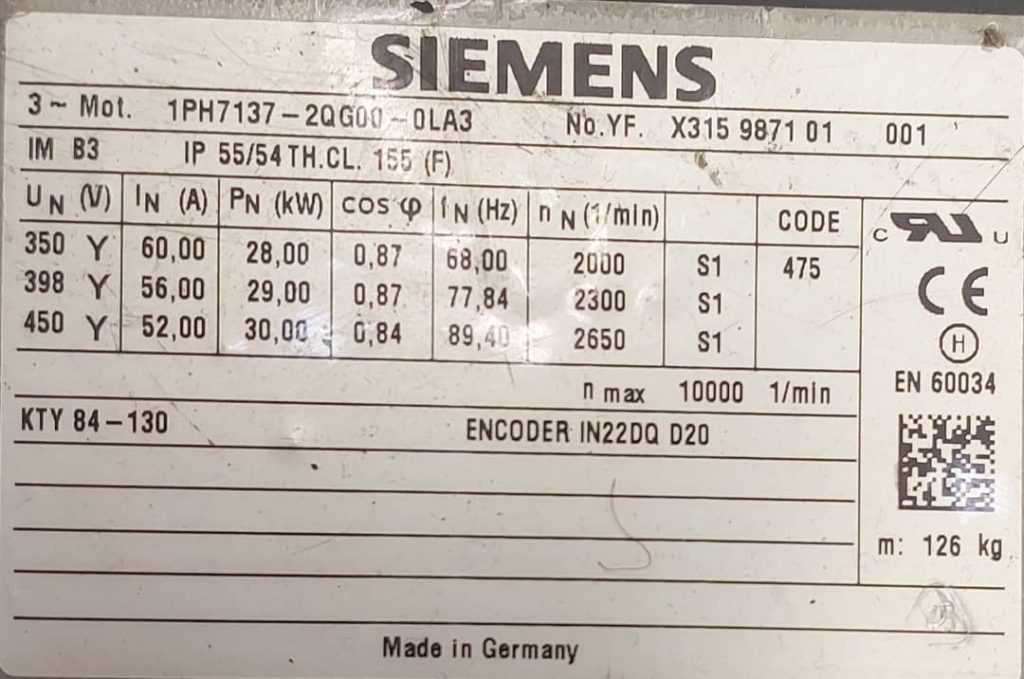 SIEMENS
3~ Mot. 1PH7137-2QG00-0LA3 No.YF. X315 9871 01 001
IM B3 IP 55/54 TH.CL. 155 (F)
UN (V) IN (A) PN (kW) cos φ fN (Hz) nN (1/min) CODE
350 Y 60,00 28,00 0,87 68,00 2000 S1 475
398 Y 56,00 29,00 0,87 77,84 2300 S1
450 Y 52,00 30,00 0,84 89,40 2650 S1
c RU US
CE
H
EN 60034
n max 10000 1/min
KTY 84-130 ENCODER IN22DQ D20
m: 126 kg
Made in Germany